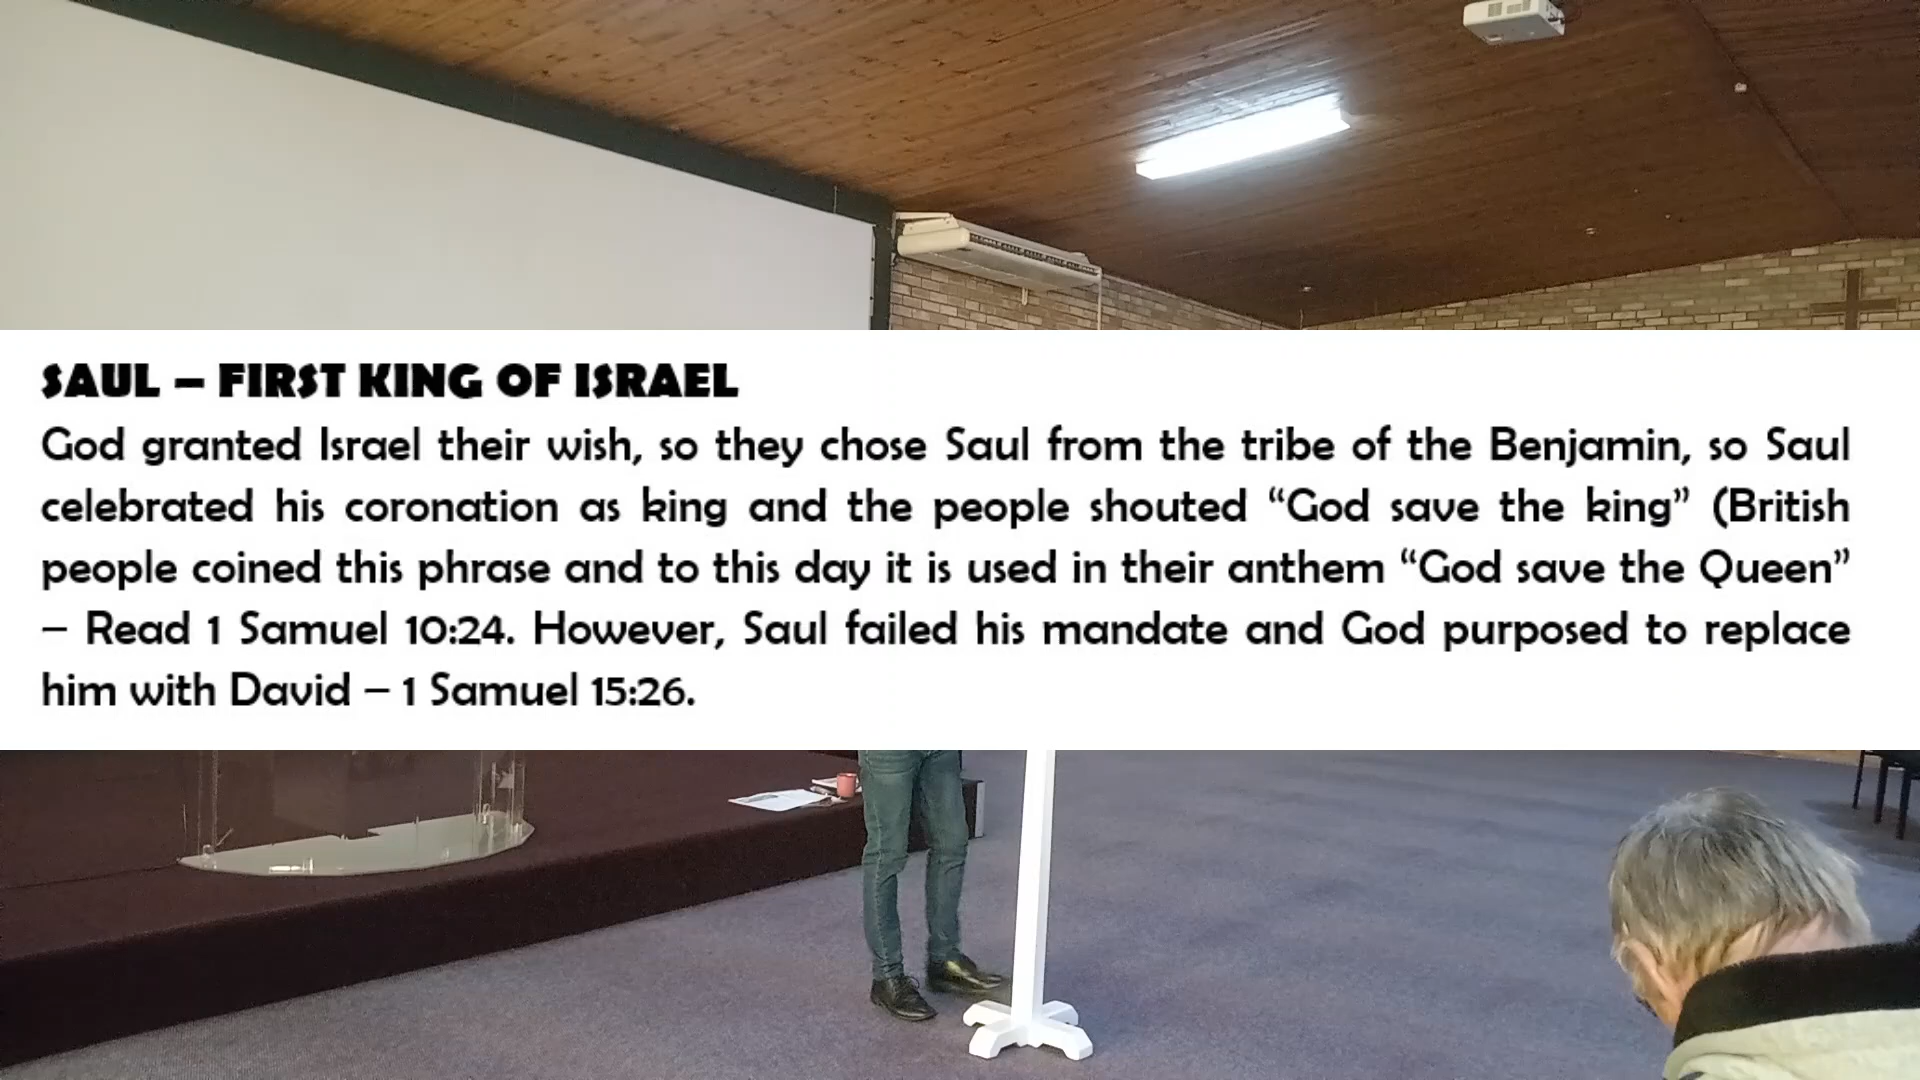 SAUL – FIRST KING OF ISRAEL
God granted Israel their wish, so they chose Saul from the tribe of the Benjamin, so Saul
celebrated his coronation as king and the people shouted “God save the king” (British
people coined this phrase and to this day it is used in their anthem “God save the Queen”
– Read 1 Samuel 10:24. However, Saul failed his mandate and God purposed to replace
him with David – 1 Samuel 15:26.